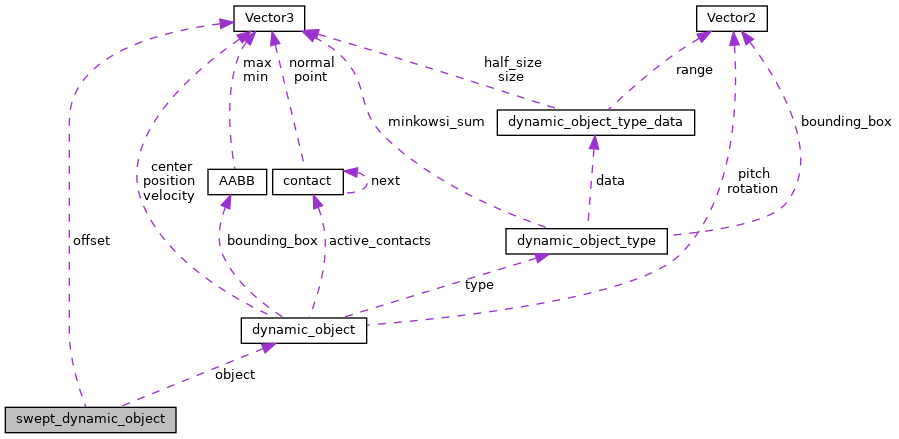 Vector3
Vector2
max
min
normal
point
half_size
size
range
dynamic_object_type_data
minkowsi_sum
bounding_box
center
position
velocity
AABB
contact
next
data
pitch
rotation
offset
bounding_box
active_contacts
dynamic_object_type
type
dynamic_object
object
swept_dynamic_object